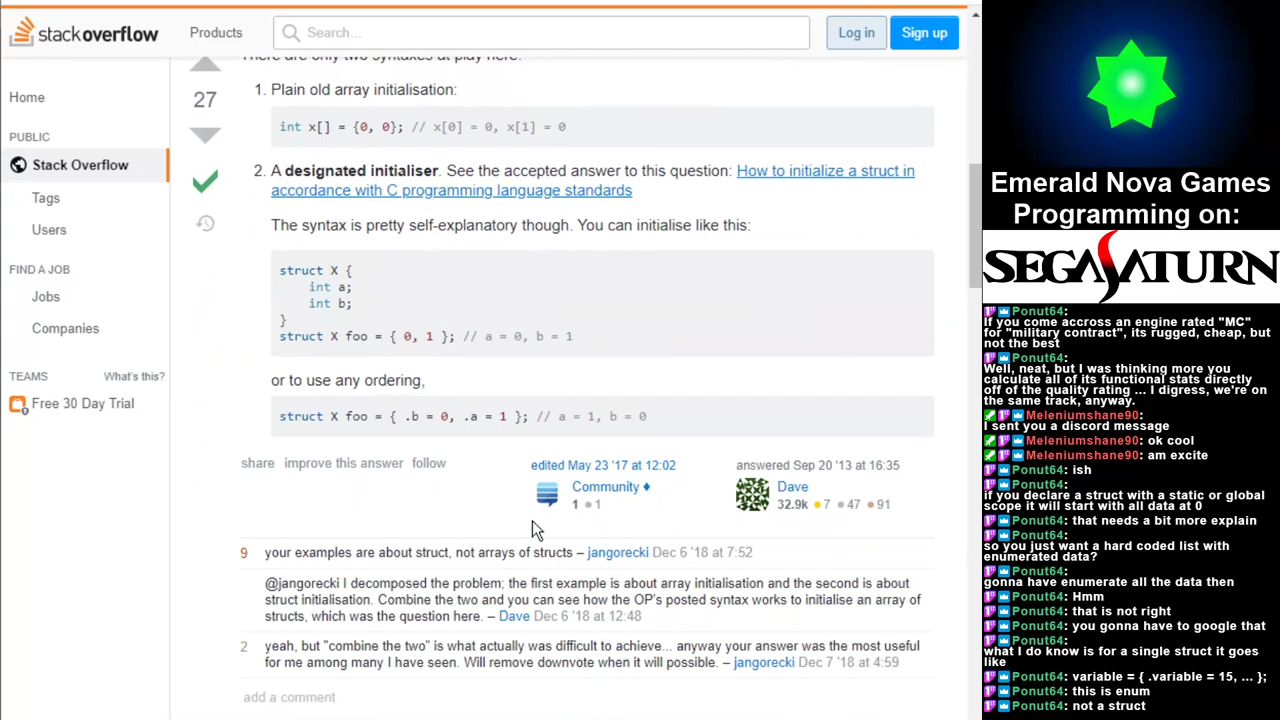 stackoverflow
Products
Search...
Log in
Sign up
Home
PUBLIC
Stack Overflow
Tags
Users
FIND A JOB
Jobs
Companies
TEAMS
What's this?
Free 30 Day Trial
There are only two syntaxes at play here.
27
1. Plain old array initialisation:
int x[] = {0, 0}; // x[0] = 0, x[1] = 0
2. A designated initialiser. See the accepted answer to this question: How to initialize a struct in
accordance with C programming language standards
The syntax is pretty self-explanatory though. You can initialise like this:
struct X {
int a;
int b;
}
struct X foo = { 0, 1 }; // a = 0, b = 1
or to use any ordering,
struct X foo = { .b = 0, .a = 1 }; // a = 1, b = 0
share improve this answer follow
edited May 23 '17 at 12:02
Community ♦
1 ● 1
answered Sep 20 '13 at 16:35
Dave
32.9k ● 7 ● 47 ● 91
9 your examples are about struct, not arrays of structs – jangorecki Dec 6 '18 at 7:52
@jangorecki I decomposed the problem; the first example is about array initialisation and the second is about
struct initialisation. Combine the two and you can see how the OP's posted syntax works to initialise an array of
structs, which was the question here. – Dave Dec 6 '18 at 12:48
2 yeah, but "combine the two" is what actually was difficult to achieve... anyway your answer was the most useful
for me among many I have seen. Will remove downvote when it will possible. – jangorecki Dec 7 '18 at 4:59
add a comment
Emerald Nova Games
Programming on:
SEGA SATURN
Ponut64:
If you come accross an engine rated "MC"
for "military contract", its rugged, cheap, but
not the best
Ponut64:
Well, neat, but I was thinking more you
calculate all of its functional stats directly
off of the quality rating ... I digress, we're on
the same track, anyway.
Meleniumshane90:
I sent you a discord message
Meleniumshane90: ok cool
Meleniumshane90: am excite
Ponut64: ish
Ponut64:
if you declare a struct with a static or global
scope it will start with all data at 0
Ponut64: that needs a bit more explain
Ponut64:
so you just want a hard coded list with
enumerated data?
Ponut64:
gonna have enumerate all the data then
Ponut64: Hmm
Ponut64: that is not right
Ponut64: you gonna have to google that
Ponut64:
what I do know is for a single struct it goes
like
Ponut64: variable = { .variable = 15, ... };
Ponut64: this is enum
Ponut64: not a struct